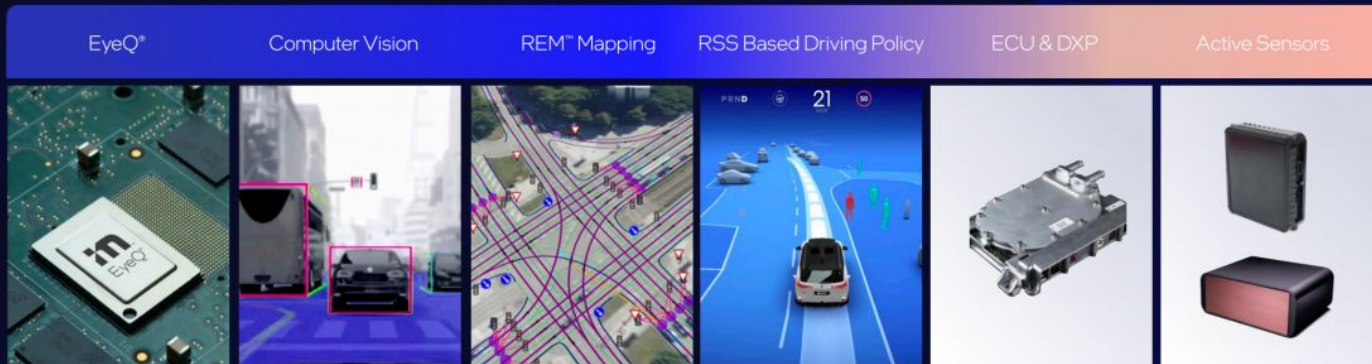 EyeQ®
Computer Vision
REM™ Mapping
RSS Based Driving Policy
ECU & DXP
Active Sensors
EyeQ
PRND
21
50